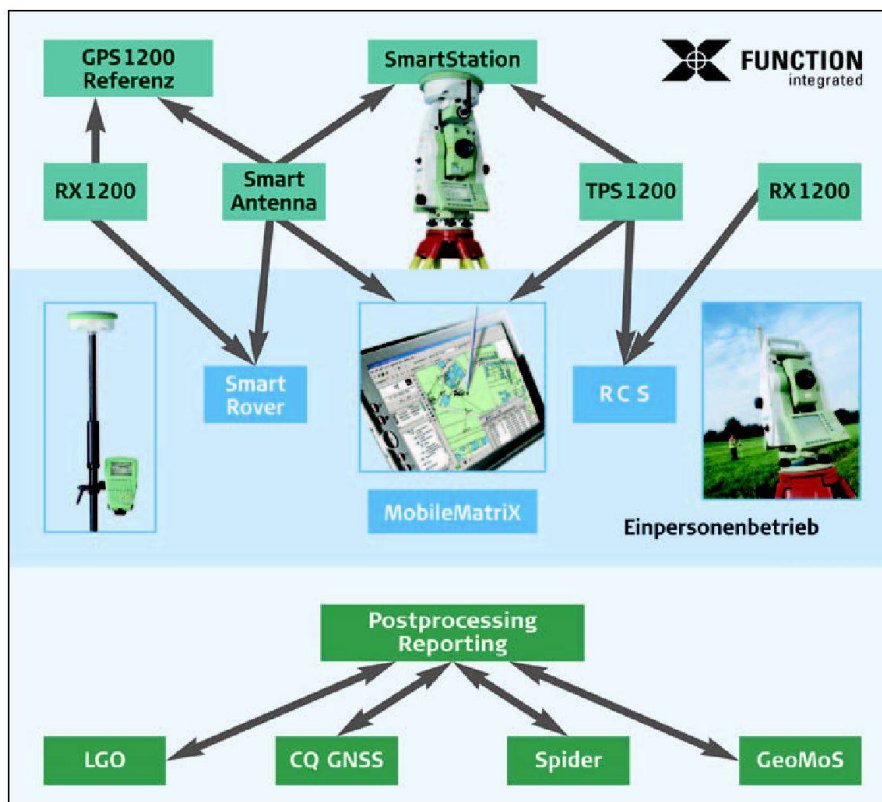 GPS1200
Referenz
SmartStation
FUNCTION
integrated
RX1200
Smart
Antenna
TPS1200
RX1200
Smart
Rover
R C S
MobileMatriX
Einpersonenbetrieb
Postprocessing
Reporting
LGO
CQ GNSS
Spider
GeoMoS